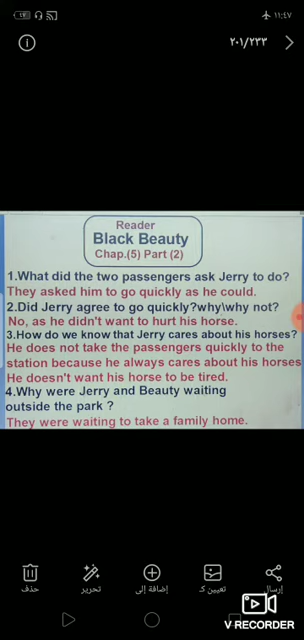 ١١:٤٧
٢٠١/٢٣٣
Reader
Black Beauty
Chap.(5) Part (2)
1.What did the two passengers ask Jerry to do?
They asked him to go quickly as he could.
2.Did Jerry agree to go quickly?why\why not?
No, as he didn't want to hurt his horse.
3.How do we know that Jerry cares about his horses?
He does not take the passengers quickly to the
station because he always cares about his horses
He doesn't want his horse to be tired.
4.Why were Jerry and Beauty waiting
outside the park ?
They were waiting to take a family home.
إرسال
تعيين كـ
إضافة إلى
تحرير
حذف
V RECORDER